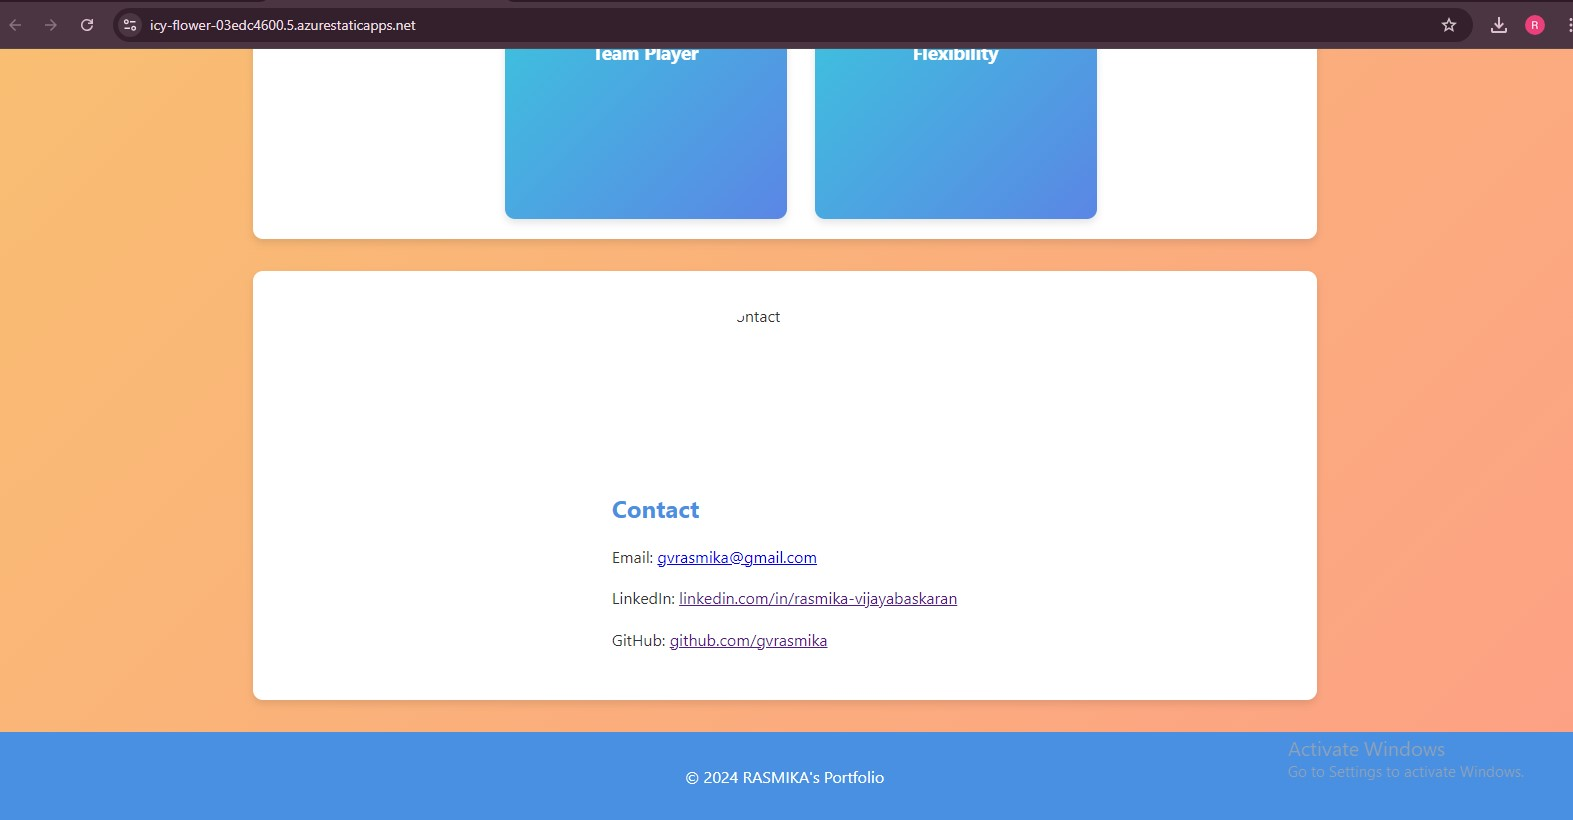 icy-flower-03edc4600.5.azurestaticapps.net
R
Team Player
Flexibility
ontact
Contact
Email: gvrasmika@gmail.com
LinkedIn: linkedin.com/in/rasmika-vijayabaskaran
GitHub: github.com/gvrasmika
Activate Windows
Go to Settings to activate Windows.
© 2024 RASMIKA's Portfolio